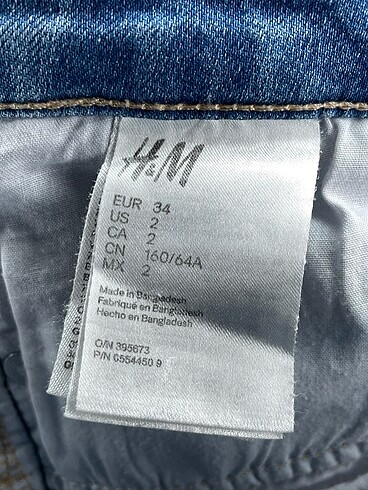 H&M
EUR 34
US 2
CA 2
CN 160/64A
MX 2
Made in Bangladesh
Fabriqué en Bangladesh
Hecho en Bangladesh
O/N 395673
P/N 0554450 9